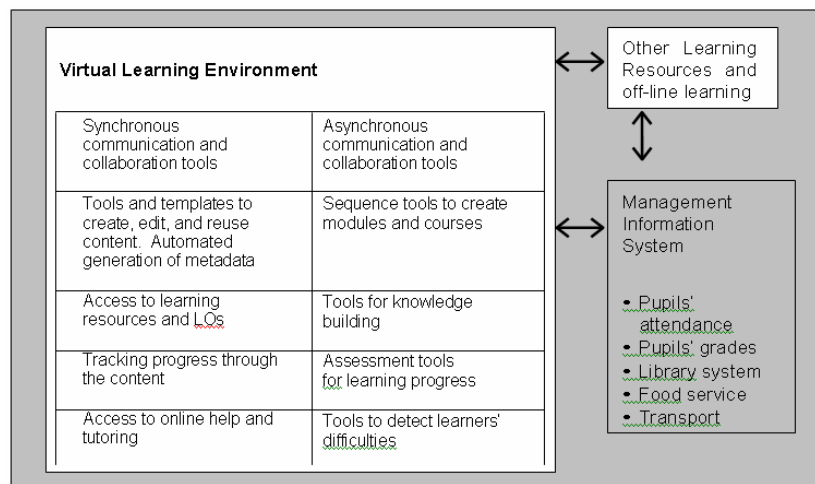 Virtual Learning Environment
Synchronous
communication and
collaboration tools
Asynchronous
communication and
collaboration tools
Tools and templates to
create, edit, and reuse
content. Automated
generation of metadata
Sequence tools to create
modules and courses
Access to learning
resources and LOs
Tools for knowledge
building
Tracking progress through
the content
Assessment tools
for learning progress
Access to online help and
tutoring
Tools to detect learners'
difficulties
Other Learning
Resources and
off-line learning
Management
Information
System
• Pupils'
attendance
• Pupils' grades
• Library system
• Food service
• Transport